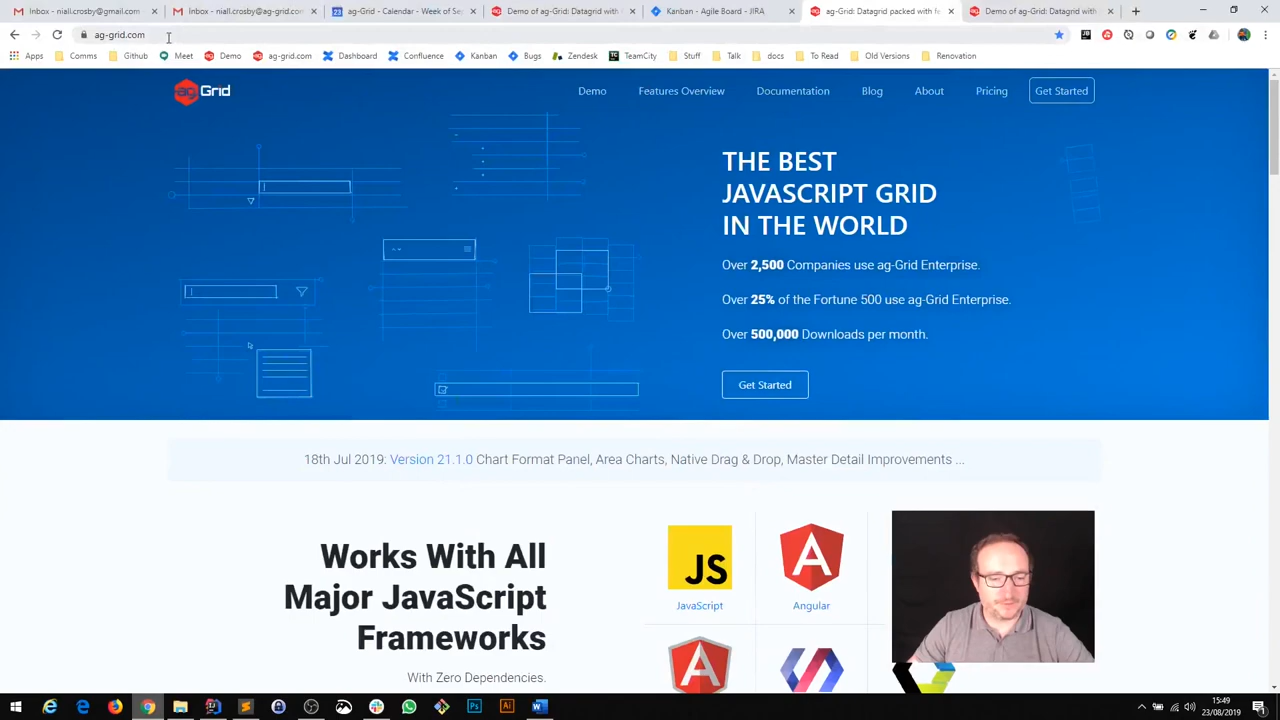 Inbox - niall.crosby@gmail.com
Inbox - niall.crosby@ag-grid.com
ag-Grid - Calendar - Week of Se
Demo of ag-Grid: Datagrid with
Kanban - Agile Board - JIRA
ag-Grid: Datagrid packed with fe
Demo of ag-Grid: Datagrid with
ag-grid.com
Apps
Comms
Github
Meet
Demo
ag-grid.com
Dashboard
Confluence
Kanban
Bugs
Zendesk
TeamCity
Stuff
Talk
docs
To Read
Old Versions
Renovation
ag-Grid
Demo
Features Overview
Documentation
Blog
About
Pricing
Get Started
THE BEST
JAVASCRIPT GRID
IN THE WORLD
Over 2,500 Companies use ag-Grid Enterprise.
Over 25% of the Fortune 500 use ag-Grid Enterprise.
Over 500,000 Downloads per month.
Get Started
18th Jul 2019: Version 21.1.0 Chart Format Panel, Area Charts, Native Drag & Drop, Master Detail Improvements ...
Works With All
Major JavaScript
Frameworks
With Zero Dependencies.
JS
JavaScript
A
Angular
A
15:49
23/08/2019